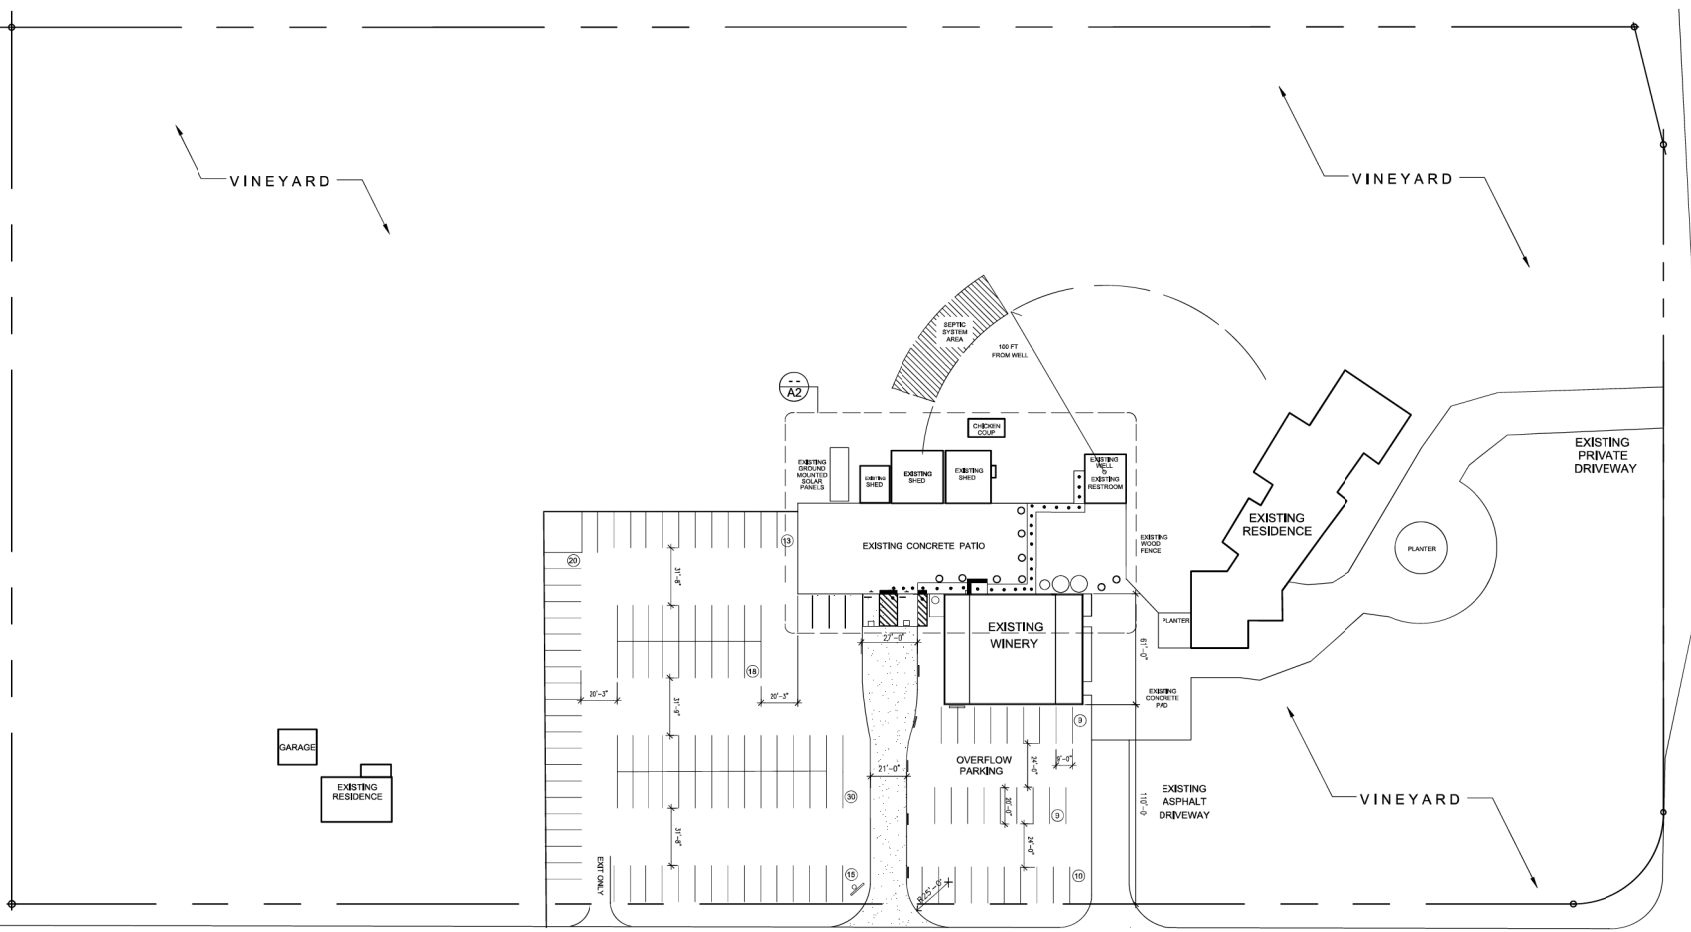 VINEYARD
VINEYARD
SEPTIC
SYSTEM
AREA
100 FT
FROM WELL
--
A2
CHICKEN
COUP
EXISTING
PRIVATE
DRIVEWAY
EXISTING
GROUND
MOUNTED
SOLAR
PANELS
EXISTING
SHED
EXISTING
SHED
EXISTING
SHED
EXISTING
WELL
EXISTING
RESTROOM
EXISTING
RESIDENCE
13
EXISTING CONCRETE PATIO
EXISTING
WOOD
FENCE
PLANTER
20
31'-8"
EXISTING
WINERY
PLANTER
27'-0"
61'-0"
18
20'-3"
20'-3"
31'-9"
EXISTING
CONCRETE
PAD
9
GARAGE
OVERFLOW
PARKING
24'-0"
9'-0"
21'-0"
EXISTING
RESIDENCE
30
20'-0"
9
110'-0
EXISTING
ASPHALT
DRIVEWAY
VINEYARD
31'-8"
24'-0"
EXIT ONLY
15
R25'-0"
10